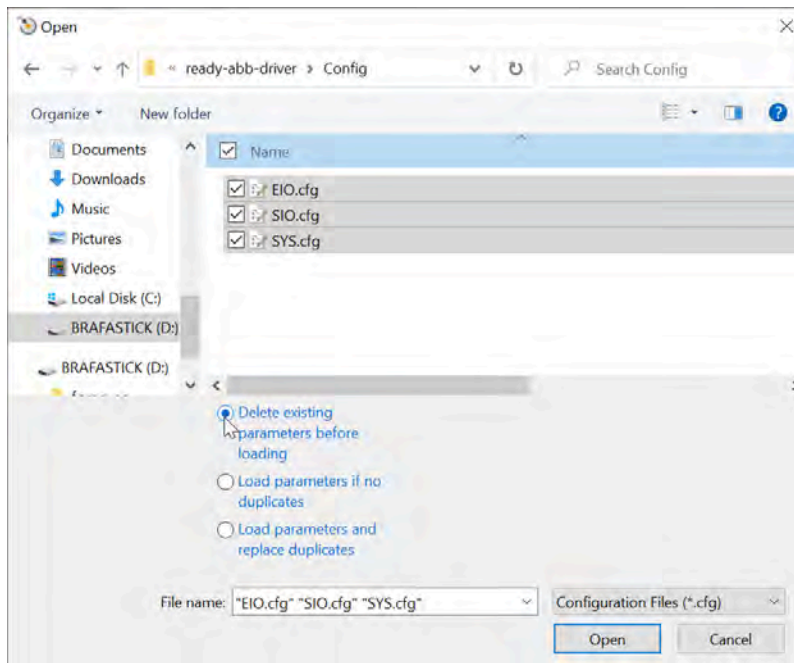 Open
« ready-abb-driver › Config
Search Config
Organize
New folder
Documents
Downloads
Music
Pictures
Videos
Local Disk (C:)
BRAFASTICK (D:)
BRAFASTICK (D:)
Name
EIO.cfg
SIO.cfg
SYS.cfg
Delete existing
parameters before
loading
Load parameters if no
duplicates
Load parameters and
replace duplicates
File name: "EIO.cfg" "SIO.cfg" "SYS.cfg"
Configuration Files (*.cfg)
Open
Cancel